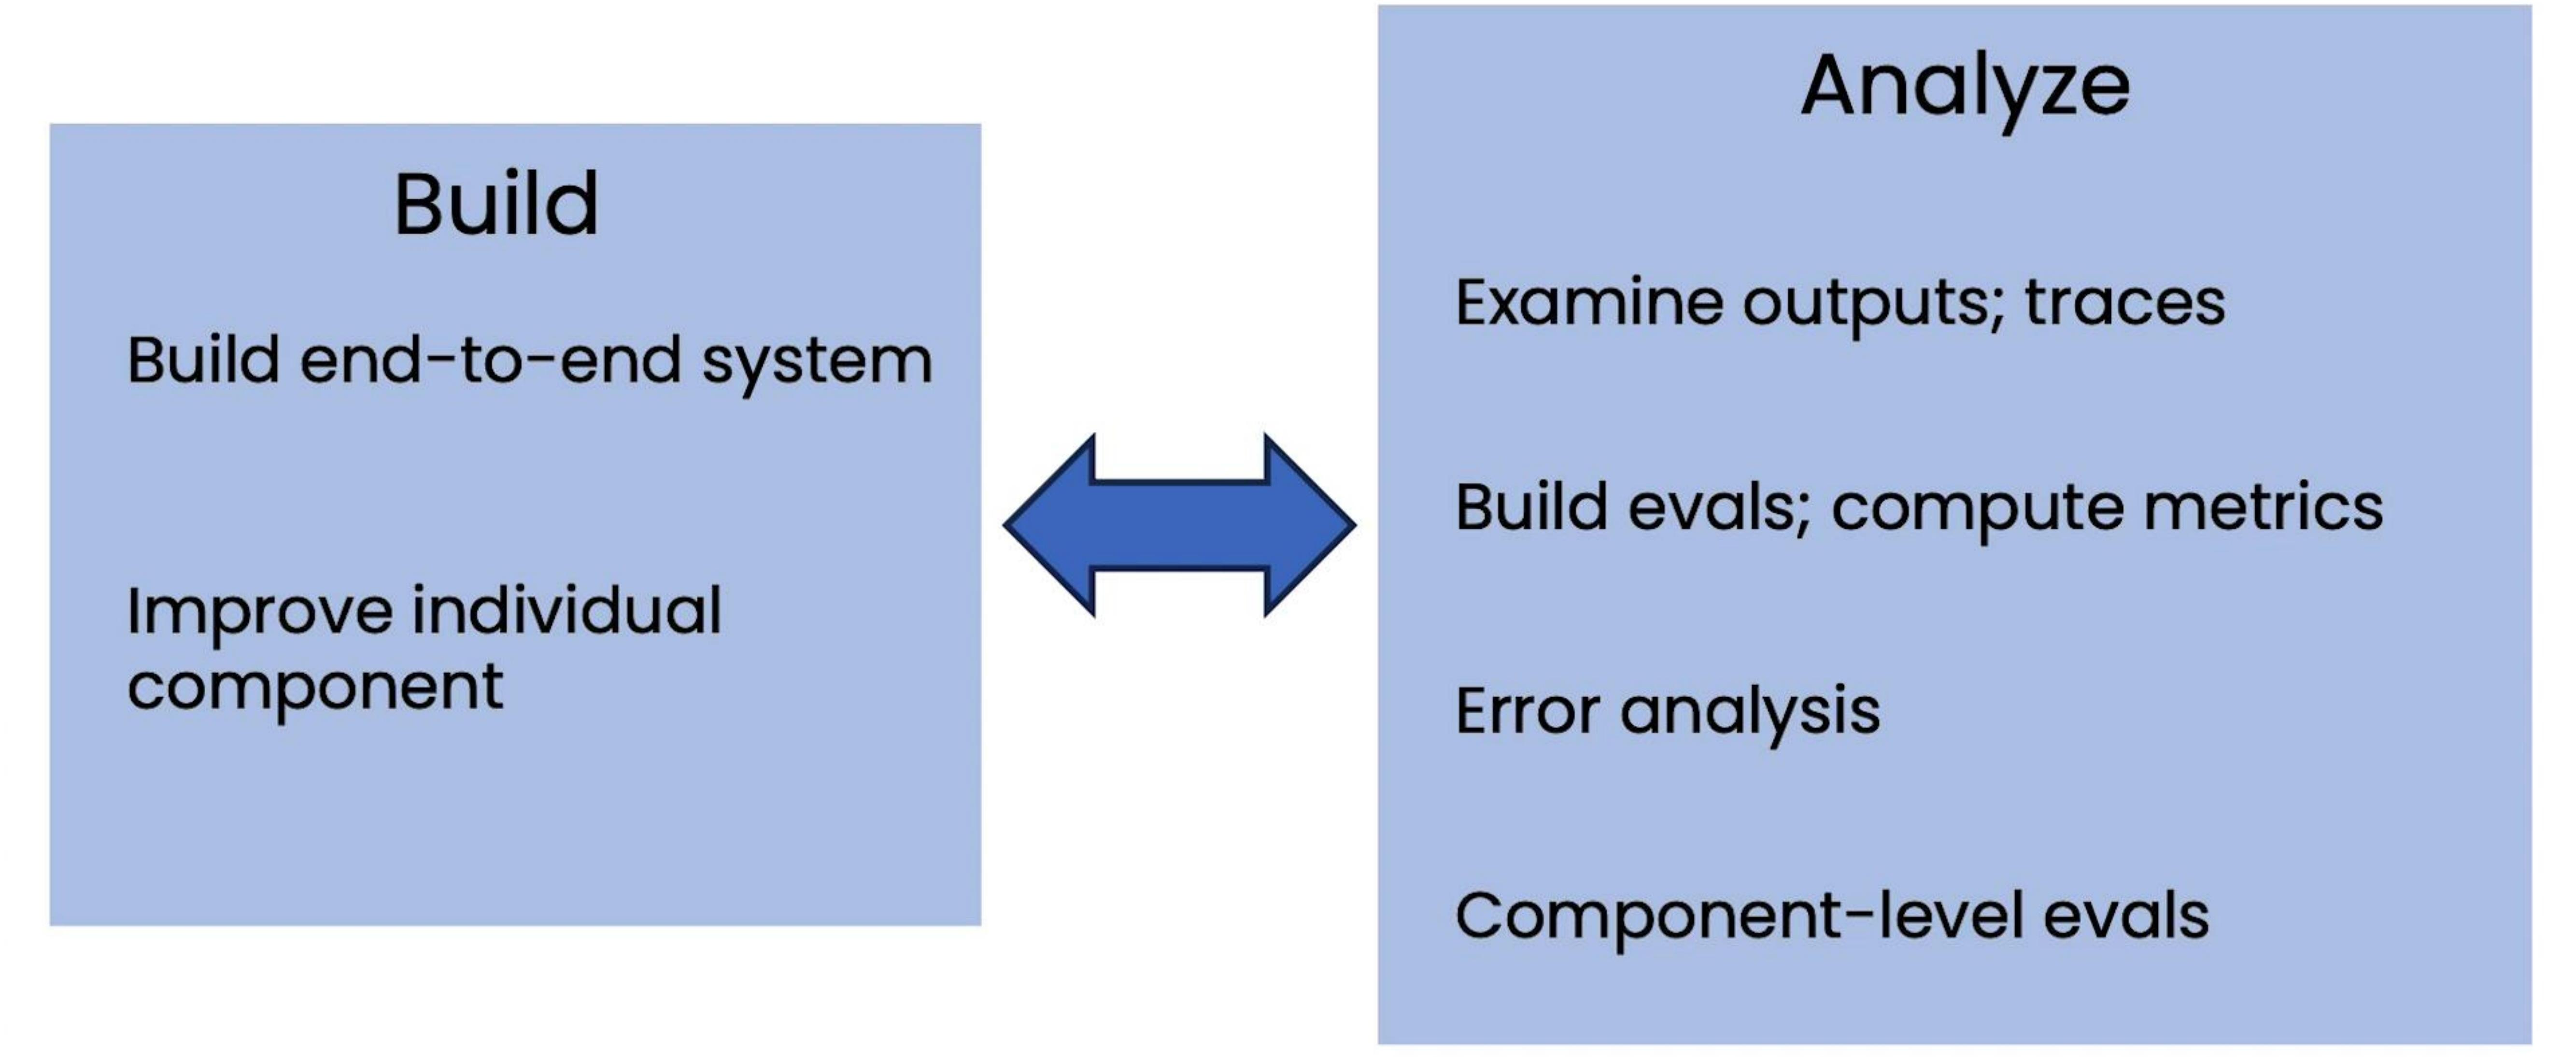 Build
Build end-to-end system
Improve individual
component
Analyze
Examine outputs; traces
Build evals; compute metrics
Error analysis
Component-level evals